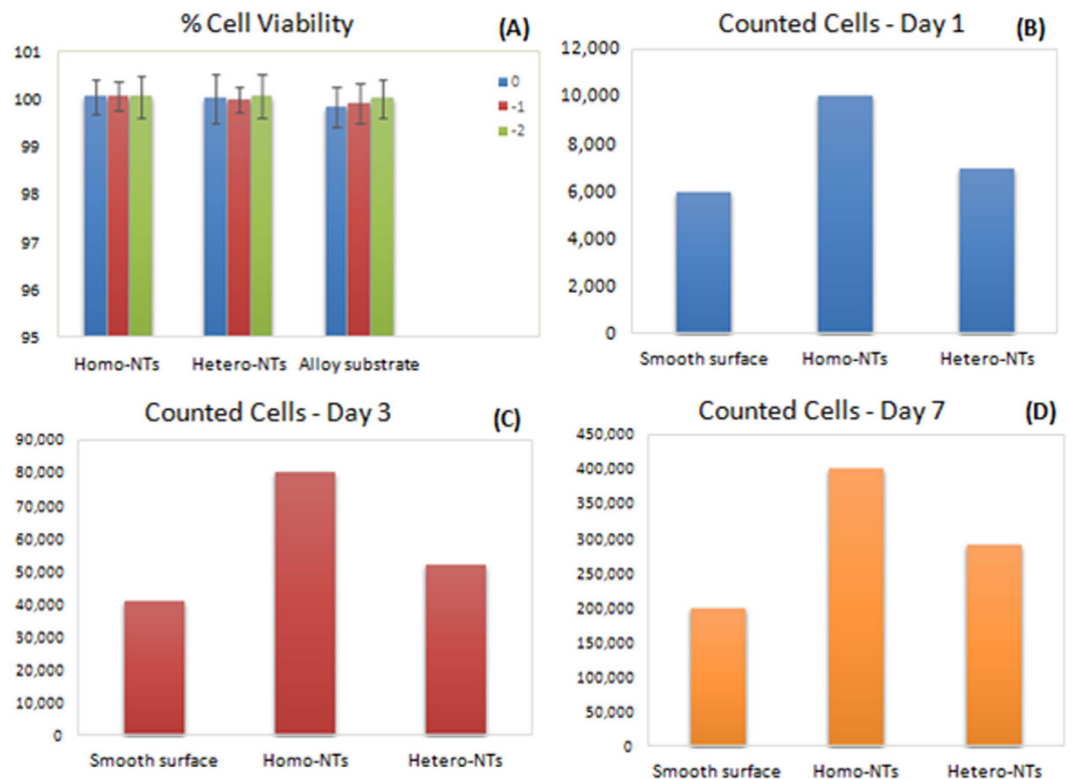 % Cell Viability
(A)
101
100
99
98
97
96
95
0
-1
-2
Homo-NTs
Hetero-NTs
Alloy substrate
Counted Cells - Day 1
(B)
12,000
10,000
8,000
6,000
4,000
2,000
0
Smooth surface
Homo-NTs
Hetero-NTs
Counted Cells - Day 3
(C)
90,000
80,000
70,000
60,000
50,000
40,000
30,000
20,000
10,000
0
Smooth surface
Homo-NTs
Hetero-NTs
Counted Cells - Day 7
(D)
450,000
400,000
350,000
300,000
250,000
200,000
150,000
100,000
50,000
0
Smooth surface
Homo-NTs
Hetero-NTs